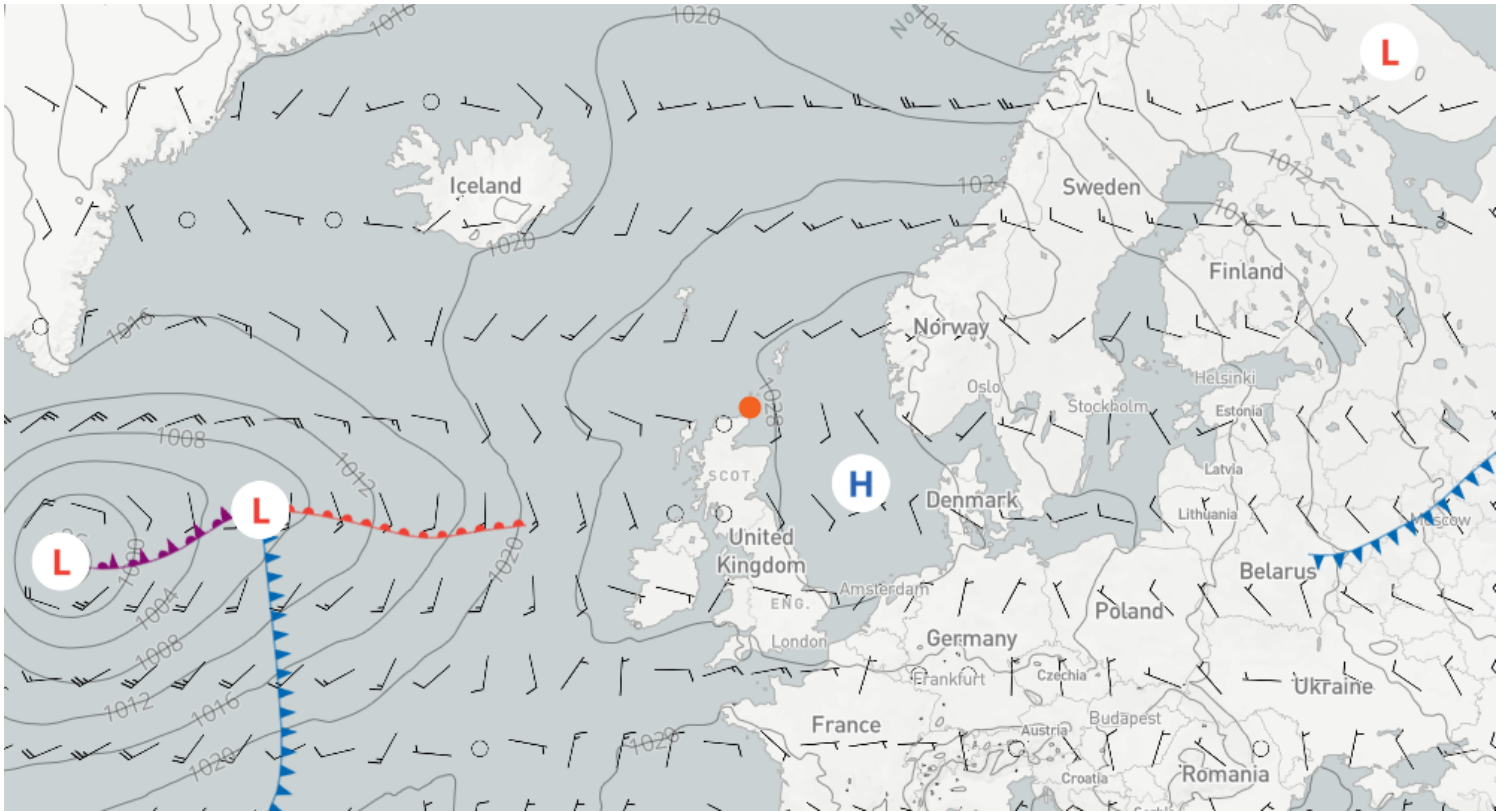 1016
1020
No
1016
L
Iceland
Sweden
1012
1024
1016
1020
Finland
1016
Norway
Oslo
Helsinki
1028
Stockholm
Estonia
1008
1012
Latvia
SCOT.
H
Denmark
L
Lithuania
Moscow
United
Kingdom
L
1000
1020
Belarus
Amsterdam
1004
ENG.
Poland
London
Germany
1008
Frankfurt
Czechia
Ukraine
1012
1016
France
Budapest
Austria
1020
1020
Croatia
Romania